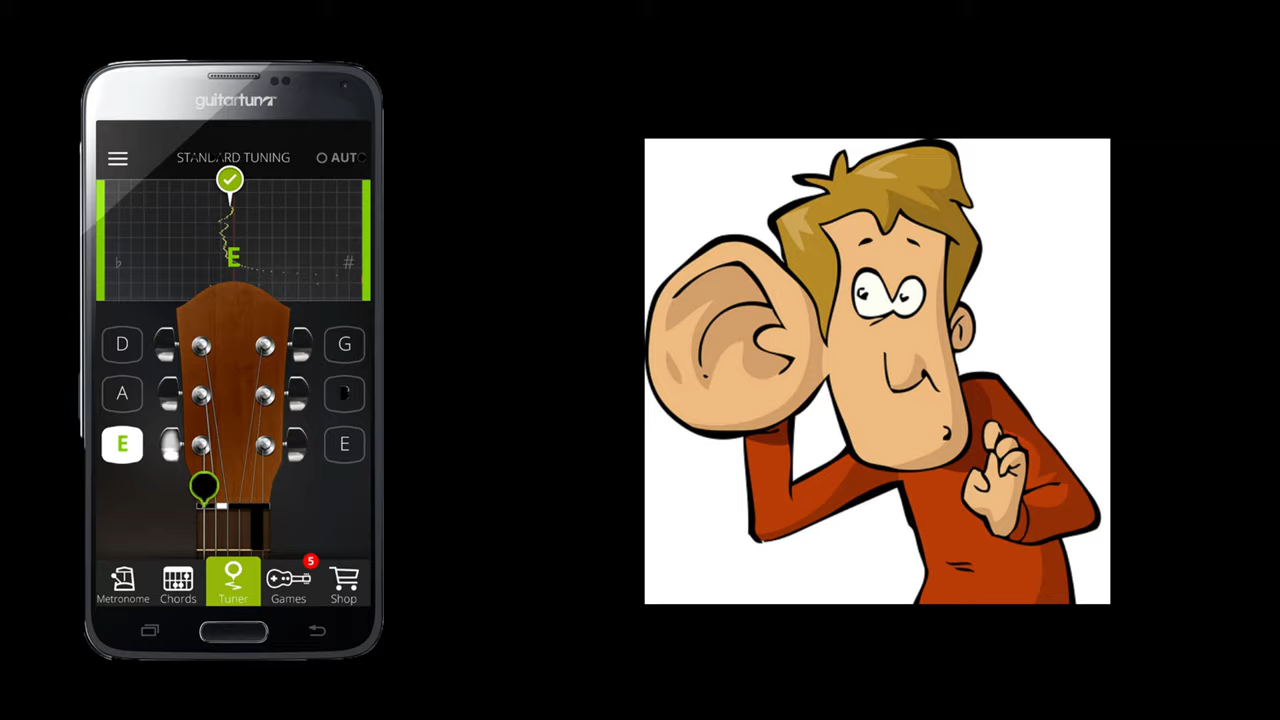 guitartuna
STANDARD TUNING
AUTO
E
♭
#
D
G
A
E
E
5
Metronome
Chords
Tuner
Games
Shop